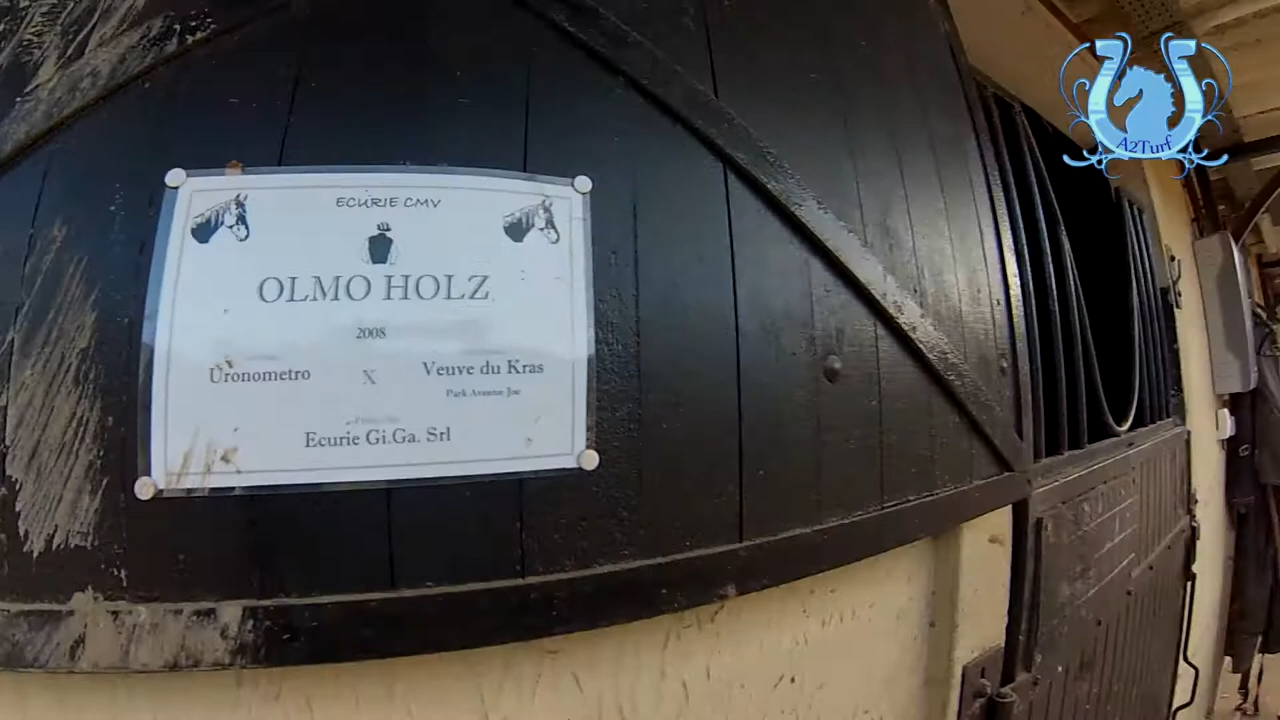 ECURIE CMV
OLMO HOLZ
2008
Uronometro X Veuve du Kras
Park Avenue Joe
Ecurie Gi.Ga. Srl
A2Turf